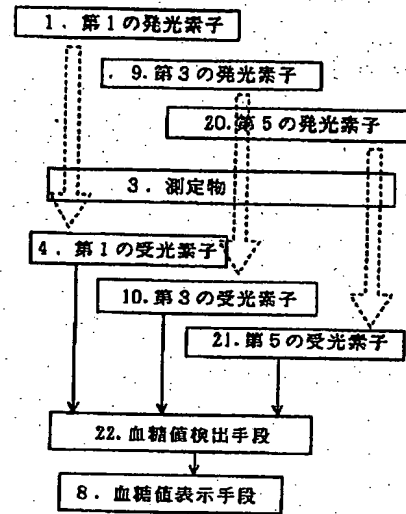 1．第1の発光素子
9.第3の発光素子
20.第5の発光素子
3．測定物
4．第1の受光素子
10.第3の受光素子
21.第5の受光素子
22.血糖値検出手段
8．血糖値表示手段